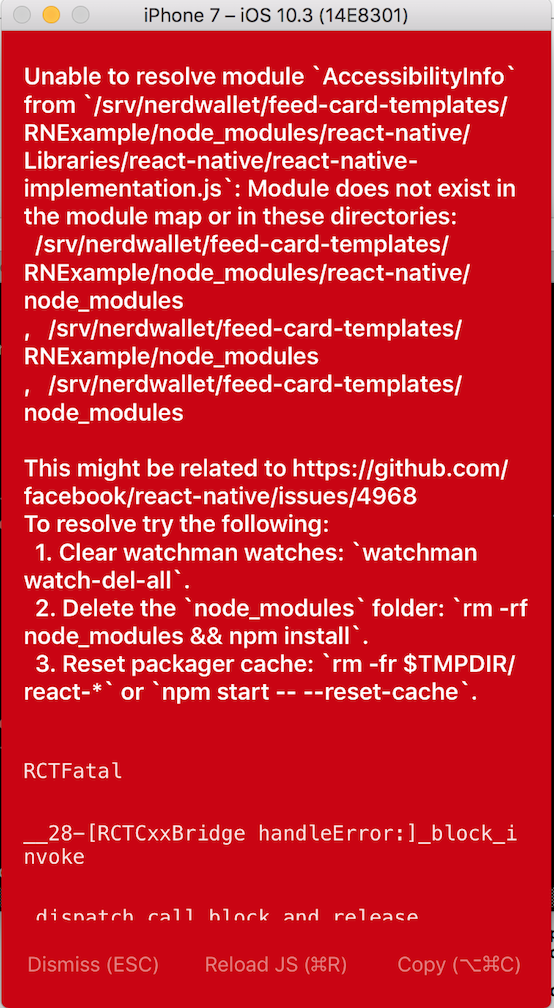 iPhone 7 – iOS 10.3 (14E8301)
Unable to resolve module `AccessibilityInfo`
from `/srv/nerdwallet/feed-card-templates/
RNExample/node_modules/react-native/
Libraries/react-native/react-native-
implementation.js`: Module does not exist in
the module map or in these directories:
/srv/nerdwallet/feed-card-templates/
RNExample/node_modules/react-native/
node_modules
, /srv/nerdwallet/feed-card-templates/
RNExample/node_modules
, /srv/nerdwallet/feed-card-templates/
node_modules
This might be related to https://github.com/
facebook/react-native/issues/4968
To resolve try the following:
1. Clear watchman watches: `watchman
watch-del-all`.
2. Delete the `node_modules` folder: `rm -rf
node_modules && npm install`.
3. Reset packager cache: `rm -fr $TMPDIR/
react-*` or `npm start -- --reset-cache`.
RCTFatal
__28-[RCTCxxBridge handleError:]_block_i
nvoke
_dispatch_call_block_and_release
Dismiss (ESC)
Reload JS (⌘R)
Copy (⌥⌘C)